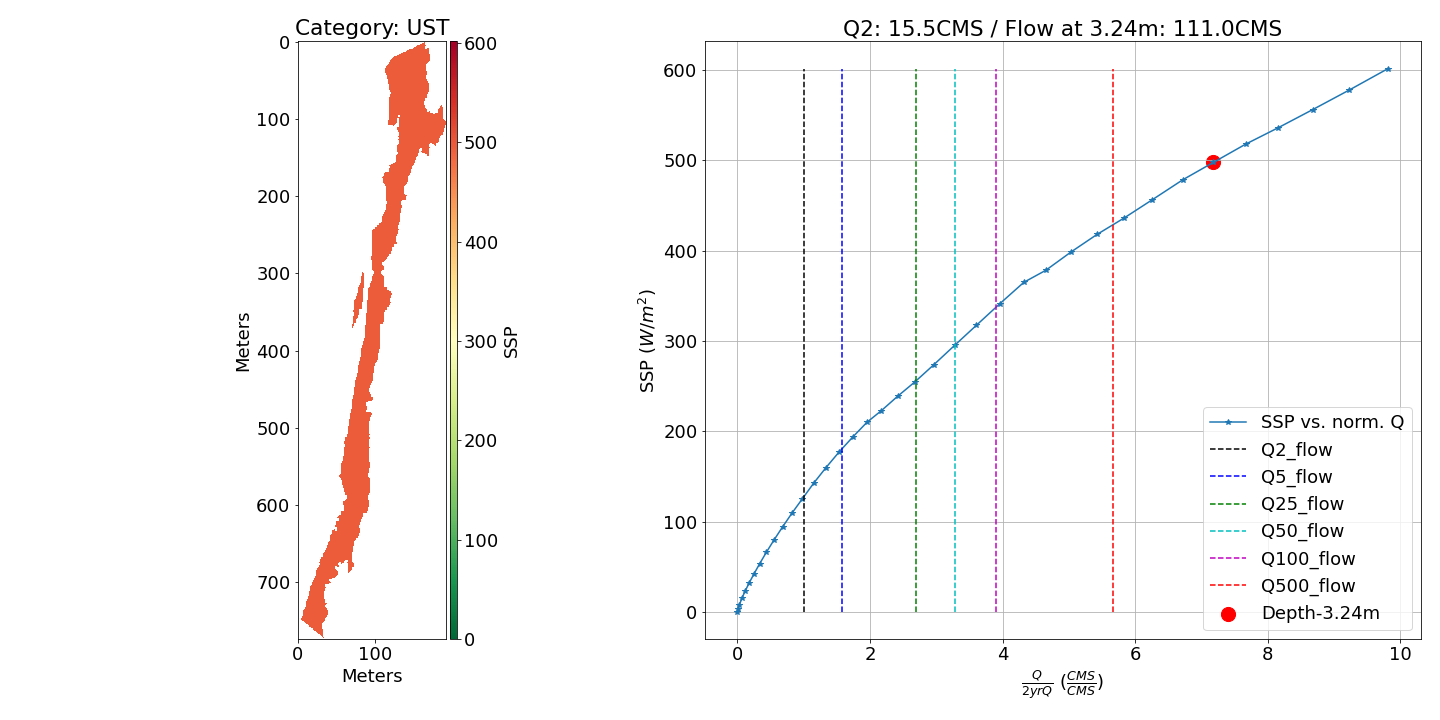 Category: UST
0
100
200
300
400
500
600
700
Meters
0
100
Meters
600
500
400
300
200
100
0
SSP
Q2: 15.5CMS / Flow at 3.24m: 111.0CMS
600
500
400
300
200
100
0
SSP (W/m²)
0 2 4 6 8 10
Q/2yrQ (CMS/CMS)
SSP vs. norm. Q
Q2_flow
Q5_flow
Q25_flow
Q50_flow
Q100_flow
Q500_flow
Depth-3.24m